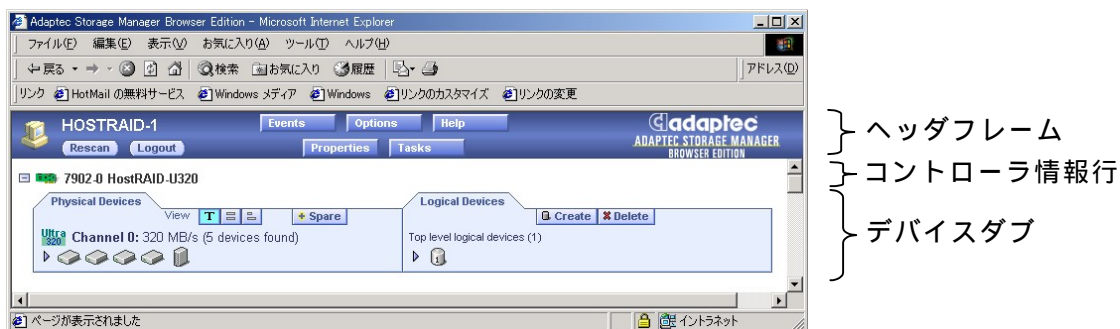 Adaptec Storage Manager Browser Edition - Microsoft Internet Explorer
ファイル(F) 編集(E) 表示(V) お気に入り(A) ツール(T) ヘルプ(H)
戻る 検索 お気に入り 履歴 アドレス(D)
リンク HotMail の無料サービス Windows メディア Windows リンクのカスタマイズ リンクの変更
HOSTRAID-1 Events Options Help adaptec
Rescan Logout Properties Tasks ADAPTEC STORAGE MANAGER
BROWSER EDITION
ヘッダフレーム
7902-0 HostRAID-U320
コントローラ情報行
Physical Devices Logical Devices
View T + Spare Create Delete
Ultra 320 Channel 0: 320 MB/s (5 devices found) Top level logical devices (1)
デバイスダブ
1
ページが表示されました イントラネット